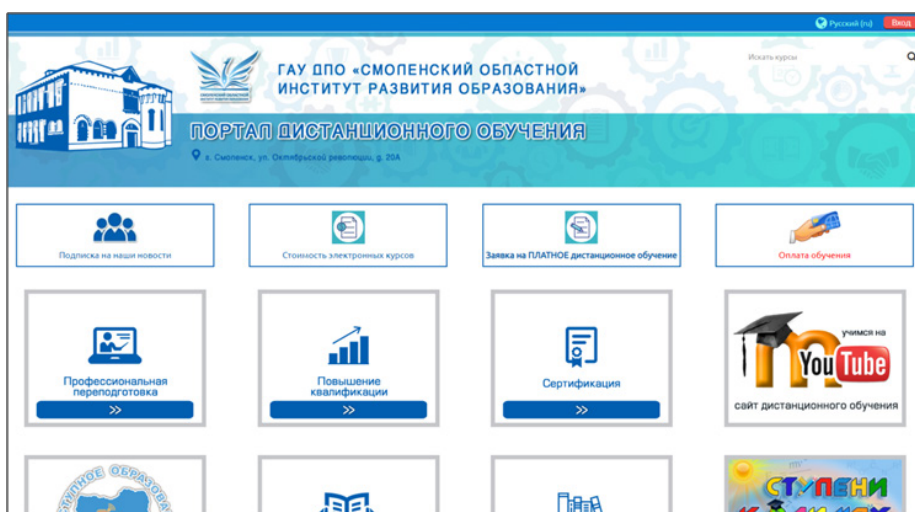 Русский (ru)
Вход
Искать курсы
ГАУ ДПО «СМОЛЕНСКИЙ ОБЛАСТНОЙ
ИНСТИТУТ РАЗВИТИЯ ОБРАЗОВАНИЯ»
ПОРТАЛ ДИСТАНЦИОННОГО ОБУЧЕНИЯ
г. Смоленск, ул. Октябрьской революции, д. 20А
Подписка на наши новости
Стоимость электронных курсов
Заявка на ПЛАТНОЕ дистанционное обучение
Оплата обучения
Профессиональная
переподготовка
Повышение
квалификации
Сертификация
учимся на
YouTube
сайт дистанционного обучения
СТУПЕНИ